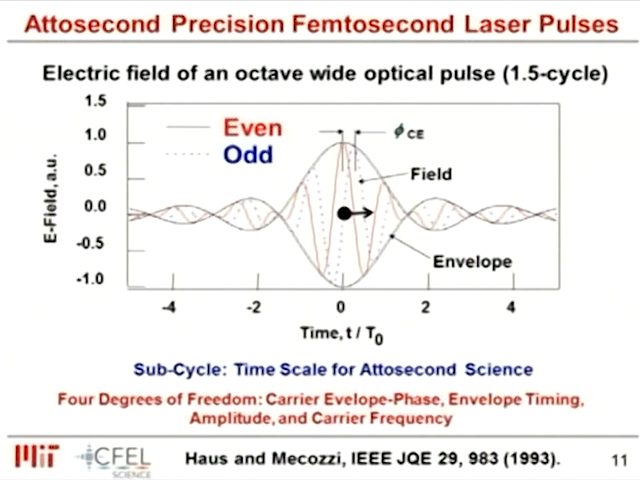 Attosecond Precision Femtosecond Laser Pulses
Electric field of an octave wide optical pulse (1.5-cycle)
1.5
1.0
0.5
0.0
-0.5
-1.0
E-Field, a.u.
Even
Odd
ϕCE
Field
Envelope
-4 -2 0 2 4
Time, t / T0
Sub-Cycle: Time Scale for Attosecond Science
Four Degrees of Freedom: Carrier Evelope-Phase, Envelope Timing,
Amplitude, and Carrier Frequency
MIT CFEL
SCIENCE
Haus and Mecozzi, IEEE JQE 29, 983 (1993).
11